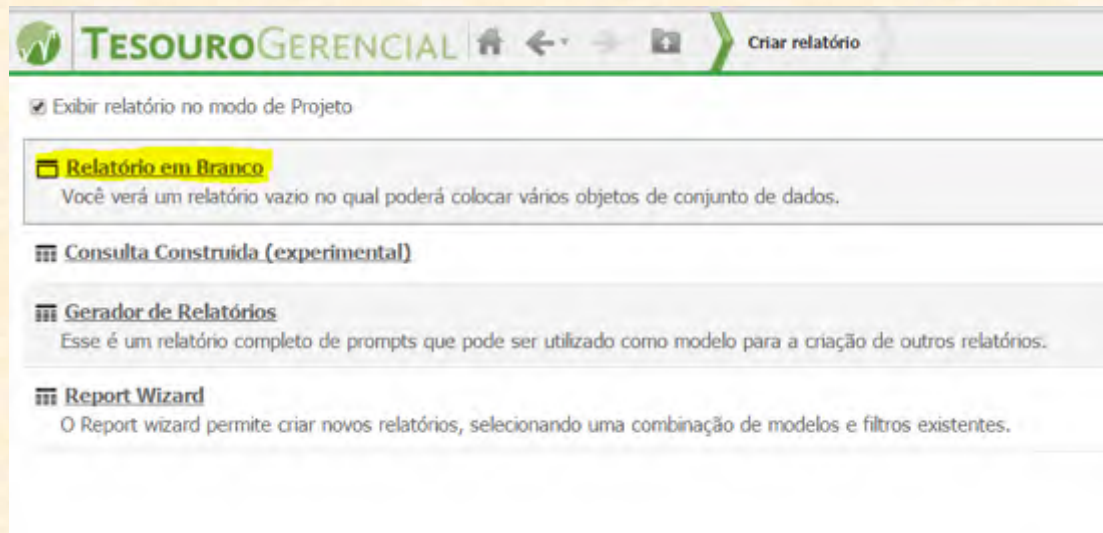 TESOUROGERENCIAL Criar relatório
Exibir relatório no modo de Projeto
Relatório em Branco
Você verá um relatório vazio no qual poderá colocar vários objetos de conjunto de dados.
Consulta Construída (experimental)
Gerador de Relatórios
Esse é um relatório completo de prompts que pode ser utilizado como modelo para a criação de outros relatórios.
Report Wizard
O Report wizard permite criar novos relatórios, selecionando uma combinação de modelos e filtros existentes.